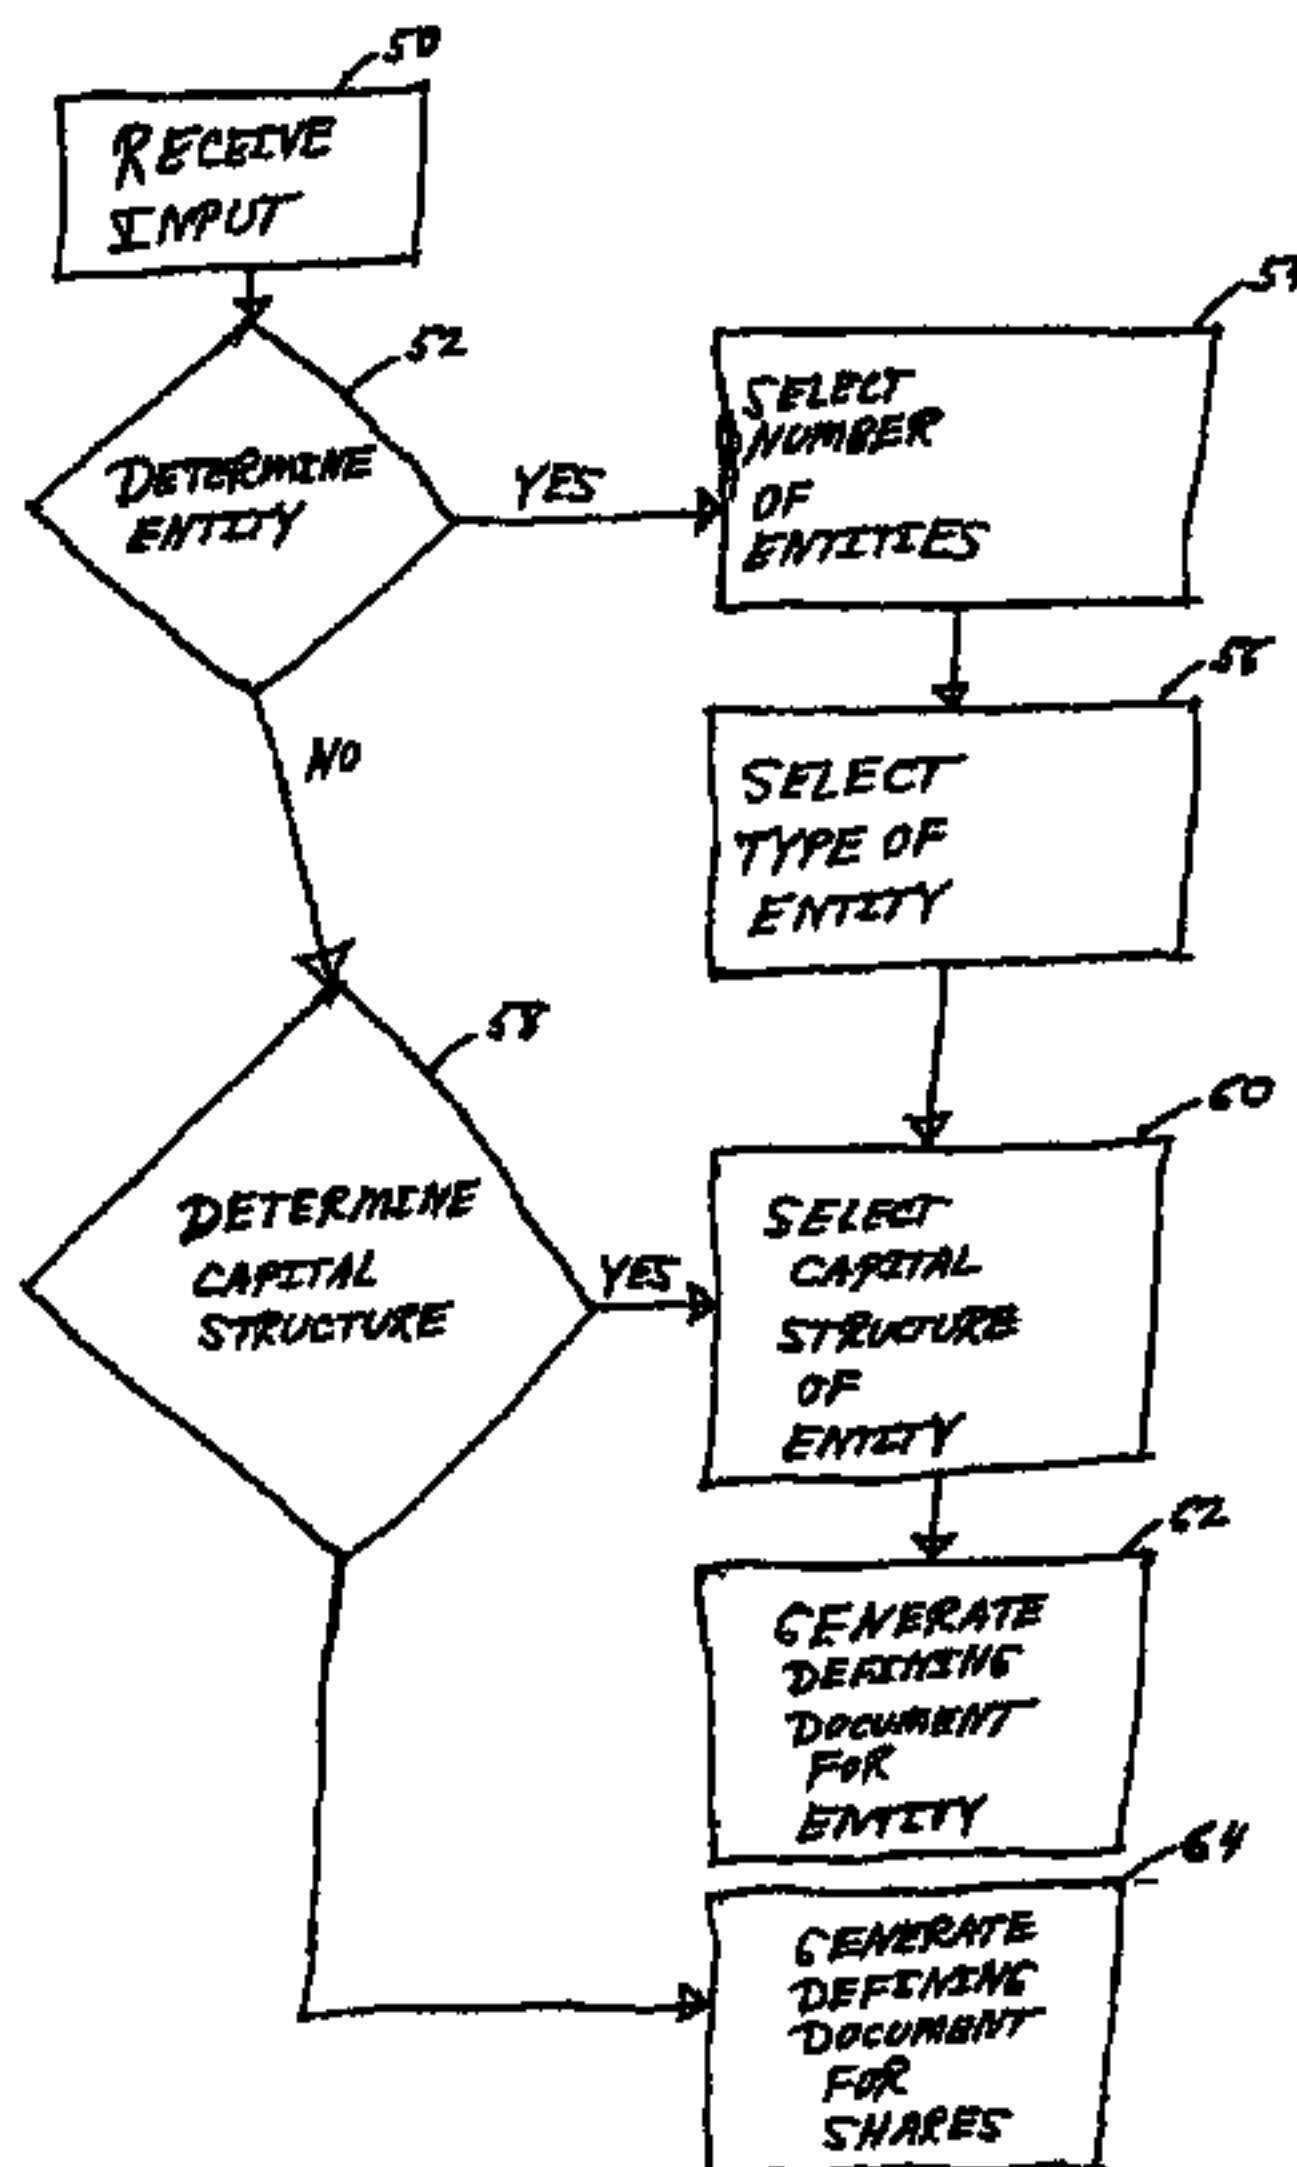 50
RECEIVE
INPUT
52
DETERMINE
ENTITY
YES
54
SELECT
NUMBER
OF
ENTITIES
NO
56
SELECT
TYPE OF
ENTITY
58
DETERMINE
CAPITAL
STRUCTURE
YES
60
SELECT
CAPITAL
STRUCTURE
OF
ENTITY
62
GENERATE
DEFINING
DOCUMENT
FOR
ENTITY
64
GENERATE
DEFINING
DOCUMENT
FOR
SHARES